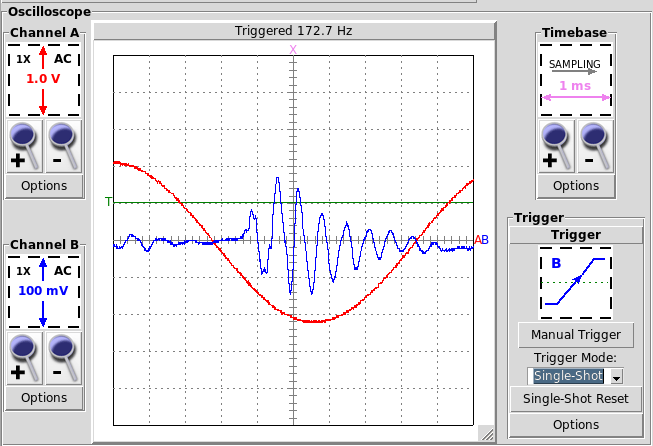 Oscilloscope
Channel A
1X AC
1.0 V
+ -
Options
Channel B
1X AC
100 mV
+ -
Options
Triggered 172.7 Hz
X
T
AB
Timebase
SAMPLING
1 ms
+ -
Options
Trigger
Trigger
B
Manual Trigger
Trigger Mode:
Single-Shot
Single-Shot Reset
Options